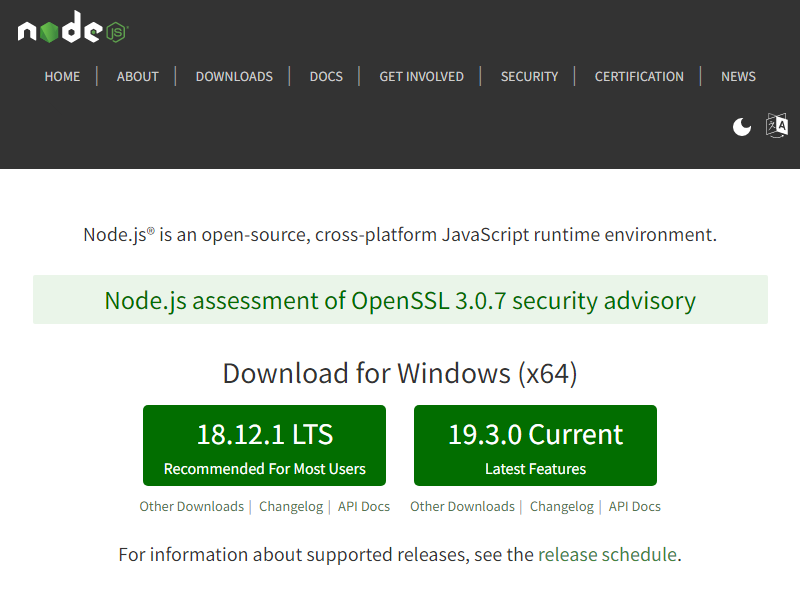 node JS
HOME | ABOUT | DOWNLOADS | DOCS | GET INVOLVED | SECURITY | CERTIFICATION | NEWS
A
Node.js® is an open-source, cross-platform JavaScript runtime environment.
Node.js assessment of OpenSSL 3.0.7 security advisory
Download for Windows (x64)
18.12.1 LTS
Recommended For Most Users
19.3.0 Current
Latest Features
Other Downloads | Changelog | API Docs
Other Downloads | Changelog | API Docs
For information about supported releases, see the release schedule.